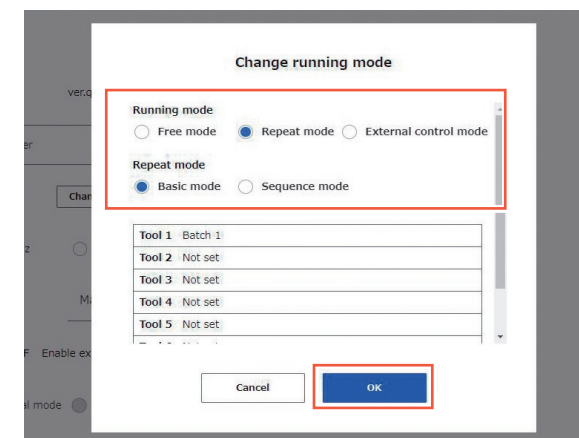 Change running mode
ver.q
Running mode
Free mode Repeat mode External control mode
er
Repeat mode
Basic mode Sequence mode
Chan
Tool 1 Batch 1
Tool 2 Not set
z
Tool 3 Not set
Tool 4 Not set
Ma
Tool 5 Not set
F Enable ex
Cancel OK
al mode